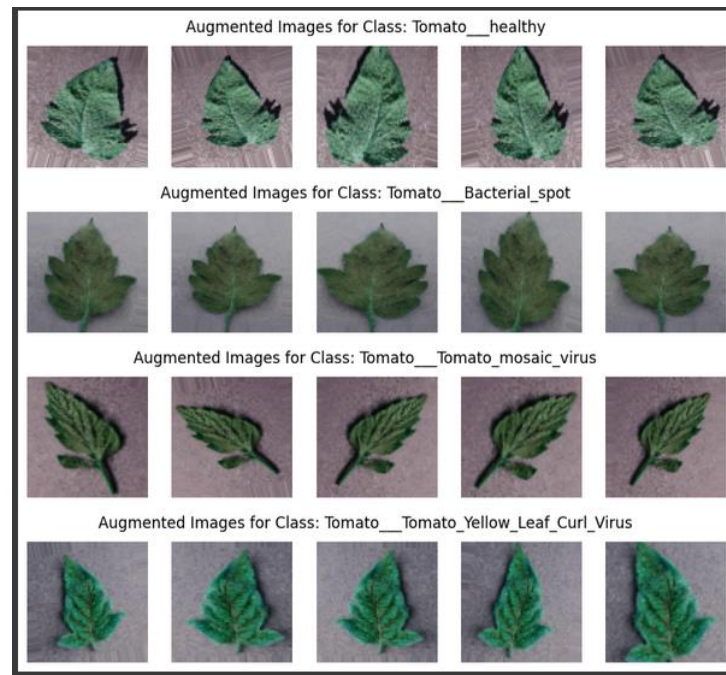 Augmented Images for Class: Tomato___healthy
Augmented Images for Class: Tomato___Bacterial_spot
Augmented Images for Class: Tomato___Tomato_mosaic_virus
Augmented Images for Class: Tomato___Tomato_Yellow_Leaf_Curl_Virus